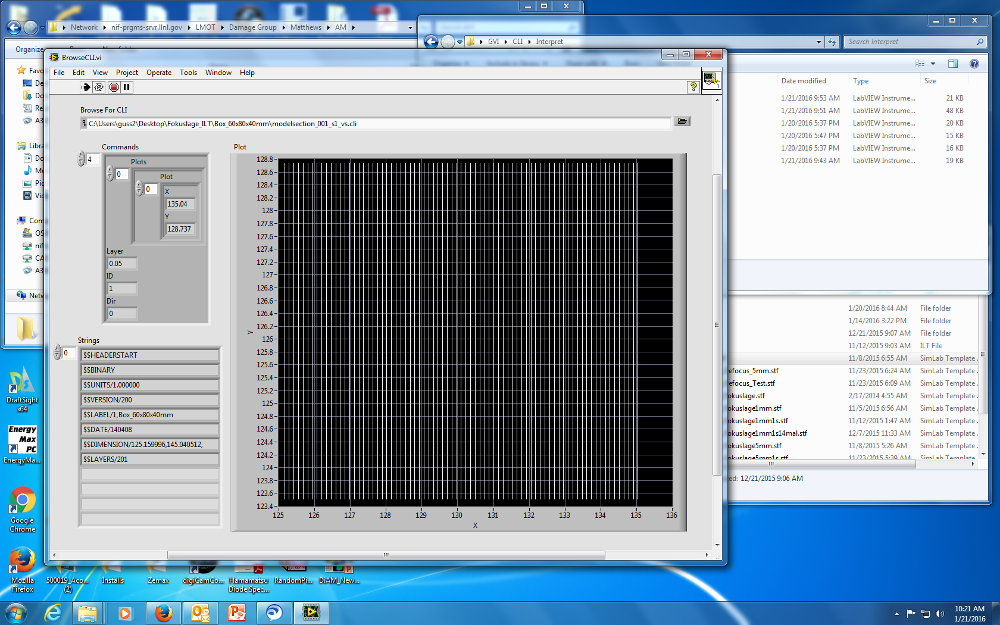 Network ▸ nif-prgms-srvr.llnl.gov ▸ LMOT ▸ Damage Group ▸ Matthews ▸ AM ▸
GVI ▸ CLI ▸ Interpret
Search Interpret
Organize
BrowseCLI.vi
File Edit View Project Operate Tools Window Help
1
Browse For CLI
C:\Users\guss2\Desktop\Fokuslage_ILT\Box_60x80x40mm\modelsection_001_s1_vs.cli
Commands
4
Plots
0
Plot
0
X
135.04
Y
128.737
Layer
0.05
ID
1
Dir
0
Strings
0
$$HEADERSTART
$$BINARY
$$UNITS/1.000000
$$VERSION/200
$$LABEL/1,Box_60x80x40mm
$$DATE/140408
$$DIMENSION/125.159996,145.040512,
$$LAYERS/201
Plot
128.8
128.6
128.4
128.2
128
127.8
127.6
127.4
127.2
127
126.8
126.6
126.4
126.2
126
125.8
125.6
125.4
125.2
125
124.8
124.6
124.4
124.2
124
123.8
123.6
123.4
Y
125 126 127 128 129 130 131 132 133 134 135 136
X
Date modified Type Size
1/21/2016 9:53 AM LabVIEW Instrume... 21 KB
1/21/2016 9:51 AM LabVIEW Instrume... 48 KB
1/20/2016 5:37 PM LabVIEW Instrume... 20 KB
1/20/2016 5:47 PM LabVIEW Instrume... 15 KB
1/20/2016 5:37 PM LabVIEW Instrume... 16 KB
1/21/2016 9:43 AM LabVIEW Instrume... 19 KB
1/20/2016 8:44 AM File folder
1/14/2016 3:22 PM File folder
12/21/2015 9:07 AM File folder
11/12/2015 9:03 AM ILT File
11/8/2015 6:55 AM SimLab Template .
efocus_5mm.stf 11/23/2015 6:24 AM SimLab Template .
efocus_Test.stf 11/23/2015 6:09 AM SimLab Template .
okuslage.stf 2/17/2014 4:55 AM SimLab Template .
okuslage1mm.stf 11/5/2015 6:56 AM SimLab Template .
okuslage1mm1s.stf 11/12/2015 1:47 AM SimLab Template .
okuslage1mm1s14mal.stf 12/7/2015 11:33 AM SimLab Template .
okuslage5mm.stf 11/8/2015 5:26 AM SimLab Template .
okuslage5mm1s.stf 11/23/2015 5:39 AM SimLab Template .
ed: 12/21/2015 9:06 AM
Favo
De
Do
Re
A3
Libra
Do
Mu
Pic
Vid
Com
OS
nif
CA
A3
Netv
DraftSight
x64
Energy
Max
PC
EnergyMa...
Google
Chrome
Mozilla
Firefox
500019_Aco...
(2)
Installs
Zemax
digiCamCo...
Hamamatsu
Diode Spec...
RandomPi...
DiAM_New...
10:21 AM
1/21/2016